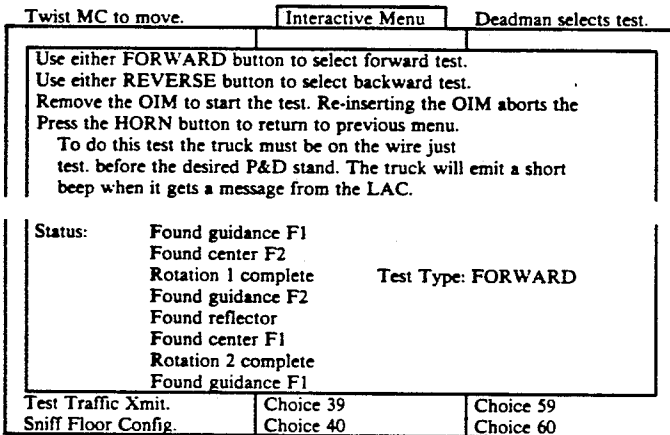 Twist MC to move. Interactive Menu Deadman selects test.
Use either FORWARD button to select forward test.
Use either REVERSE button to select backward test.
Remove the OIM to start the test. Re-inserting the OIM aborts the
Press the HORN button to return to previous menu.
To do this test the truck must be on the wire just
test. before the desired P&D stand. The truck will emit a short
beep when it gets a message from the LAC.
Status: Found guidance F1
Found center F2
Rotation 1 complete Test Type: FORWARD
Found guidance F2
Found reflector
Found center F1
Rotation 2 complete
Found guidance F1
Test Traffic Xmit. Choice 39 Choice 59
Sniff Floor Config. Choice 40 Choice 60